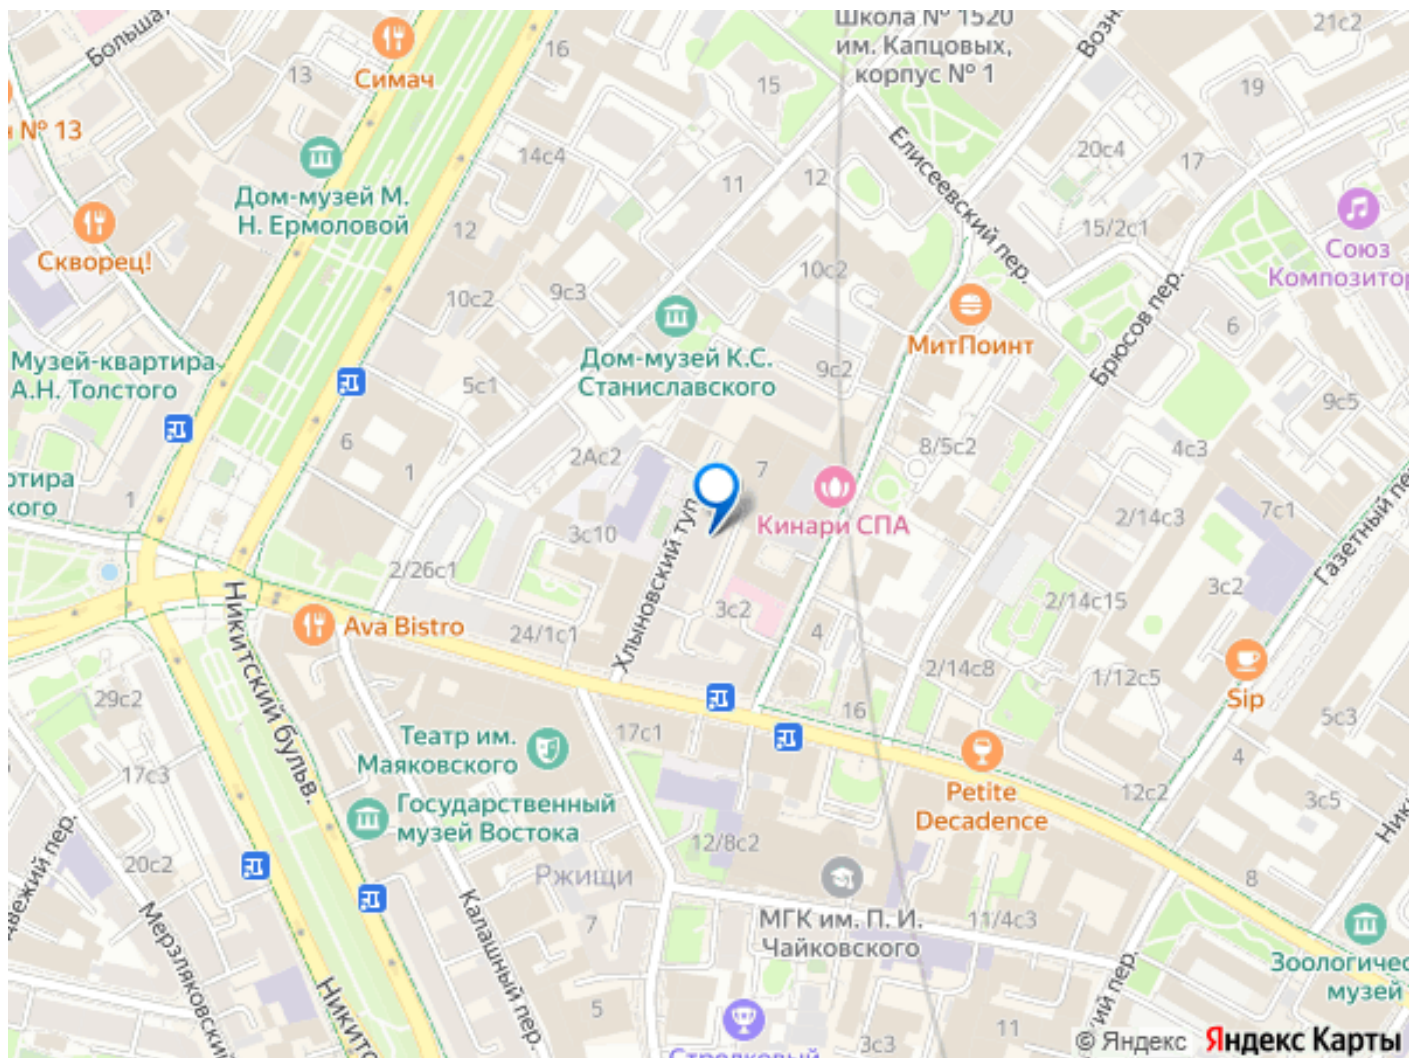 Школа № 1520
им. Капцовых,
корпус № 1
21с2
16
13
15
19
Симач
№ 13
Елисеевский пер.
20с4
17
14с4
11
12
Дом-музей М.
Н. Ермоловой
Скворец!
12
15/2с1
Союз
10с2
9с3
10с2
МитПоинт
Брюсов пер.
6
Музей-квартира
А.Н. Толстого
Дом-музей К.С.
Станиславского
5с1
9с2
9с5
6
1
2Ас2
7
8/5с2
4с3
1
Кинари СПА
2/14с3
7с1
3с10
Хлыновский туп.
2/26с1
3с2
4
2/14с15
3с2
Газетный
Никитский бульв.
Ava Bistro
24/1с1
2/14с8
1/12с5
Sip
29с2
16
5с3
4
17с1
Театр им.
Маяковского
17с3
Petite
Decadence
12с2
3с5
Государственный
музей Востока
20с2
12/8с2
Ржищи
8
МГК им. П. И.
Чайковского
11/4с3
7
Мерзляковский
Калашный пер.
музей
5
11
3с3
© Яндекс Яндекс Карты